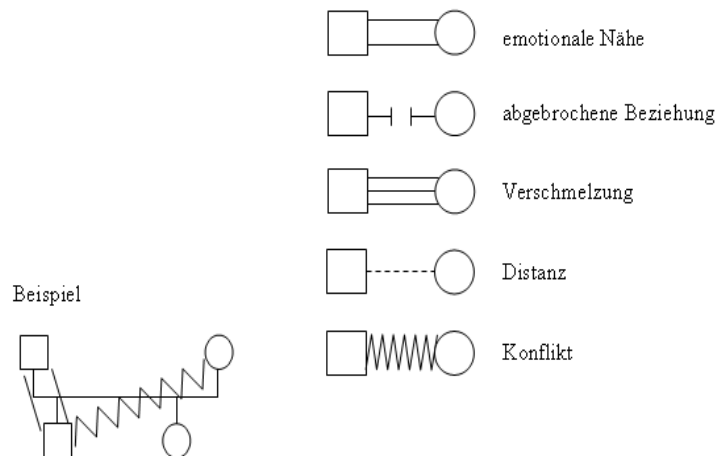 emotionale Nähe
abgebrochene Beziehung
Verschmelzung
Distanz
Beispiel
Konflikt